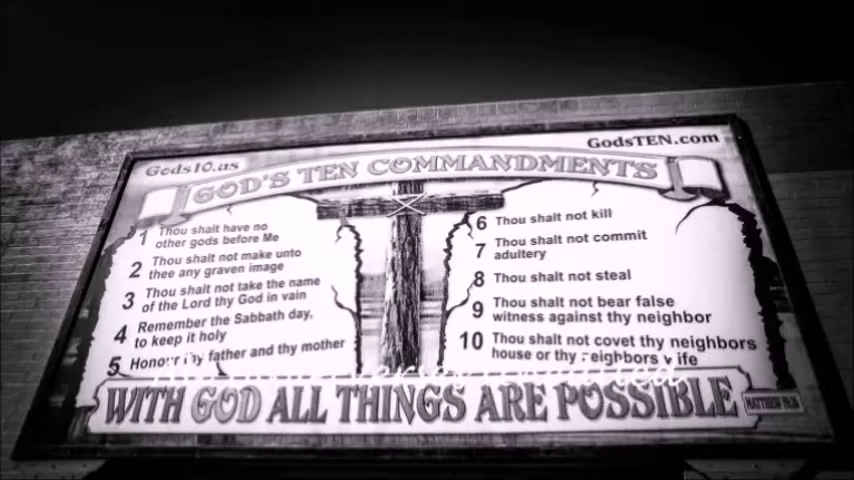 Gods10.us
GodsTEN.com
GOD'S TEN COMMANDMENTS
1 Thou shalt have no
other gods before Me
2 Thou shalt not make unto
thee any graven image
3 Thou shalt not take the name
of the Lord thy God in vain
4 Remember the Sabbath day,
to keep it holy
5 Honour thy father and thy mother
6 Thou shalt not kill
7 Thou shalt not commit
adultery
8 Thou shalt not steal
9 Thou shalt not bear false
witness against thy neighbor
10 Thou shalt not covet thy neighbors
house or thy neighbors wife
WITH GOD ALL THINGS ARE POSSIBLE
MATTHEW